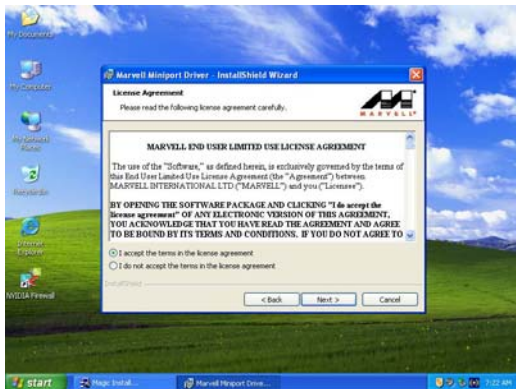 My Documents
My Computer
My Network
Places
Recycle Bin
Internet
Explorer
NVIDIA Firewall
Marvell Miniport Driver - InstallShield Wizard
License Agreement
Please read the following license agreement carefully.
MARVELL
MARVELL END USER LIMITED USE LICENSE AGREEMENT
The use of the "Software," as defined herein, is exclusively governed by the terms of
this End User Limited Use License Agreement (the "Agreement") between
MARVELL INTERNATIONAL LTD ("MARVELL") and you ("Licensee").
BY OPENING THE SOFTWARE PACKAGE AND CLICKING "I do accept the
license agreement" OF ANY ELECTRONIC VERSION OF THIS AGREEMENT,
YOU ACKNOWLEDGE THAT YOU HAVE READ THE AGREEMENT AND AGREE
TO BE BOUND BY ITS TERMS AND CONDITIONS. IF YOU DO NOT AGREE TO
I accept the terms in the license agreement
I do not accept the terms in the license agreement
InstallShield
< Back
Next >
Cancel
start
Magic Install...
Marvell Miniport Drive...
7:22 AM